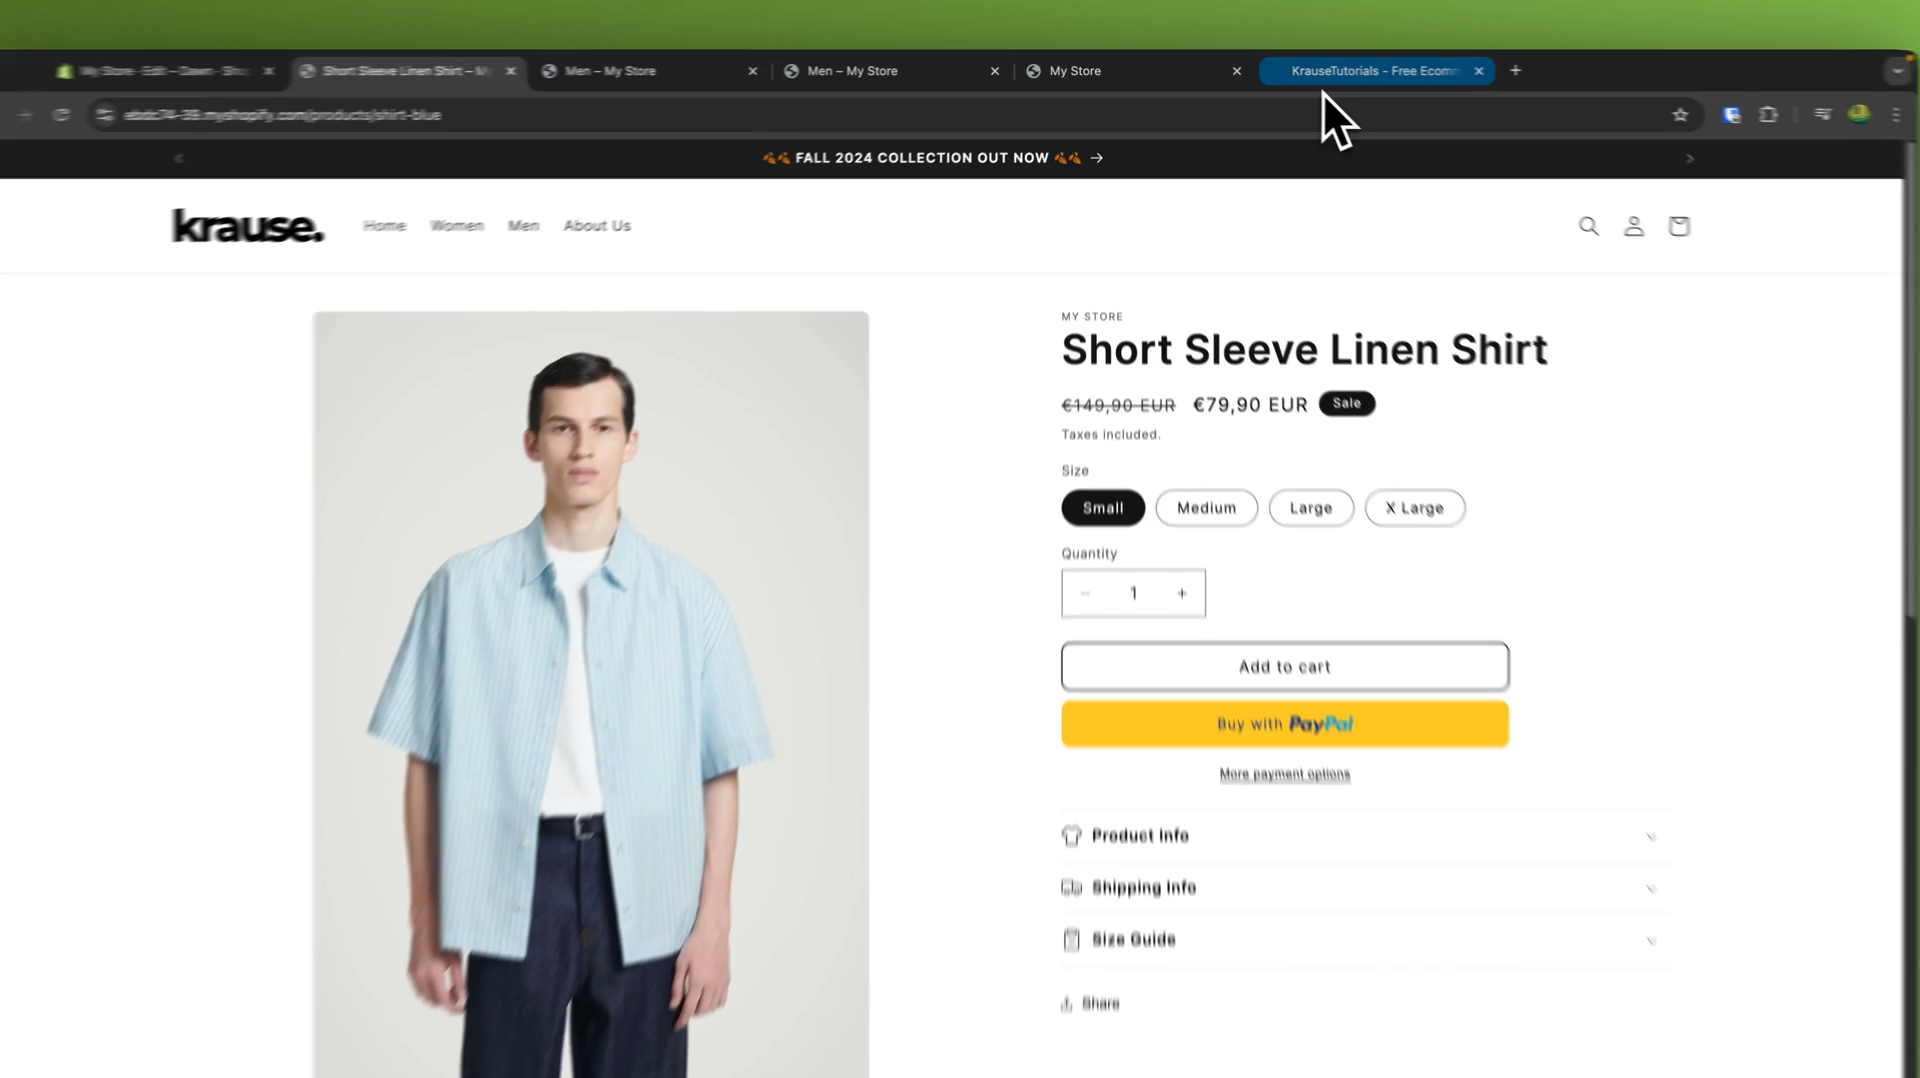 My Store · Edit – Dawn · Sho
Short Sleeve Linen Shirt – My
Men – My Store
Men – My Store
My Store
KrauseTutorials - Free Ecom
myshopify.com/products/shirt-blue
FALL 2024 COLLECTION OUT NOW
krause.
Home
Women
Men
About Us
MY STORE
Short Sleeve Linen Shirt
€149,90 EUR €79,90 EUR Sale
Taxes included.
Size
Small
Medium
Large
X Large
Quantity
1
Add to cart
Buy with PayPal
More payment options
Product Info
Shipping Info
Size Guide
Share